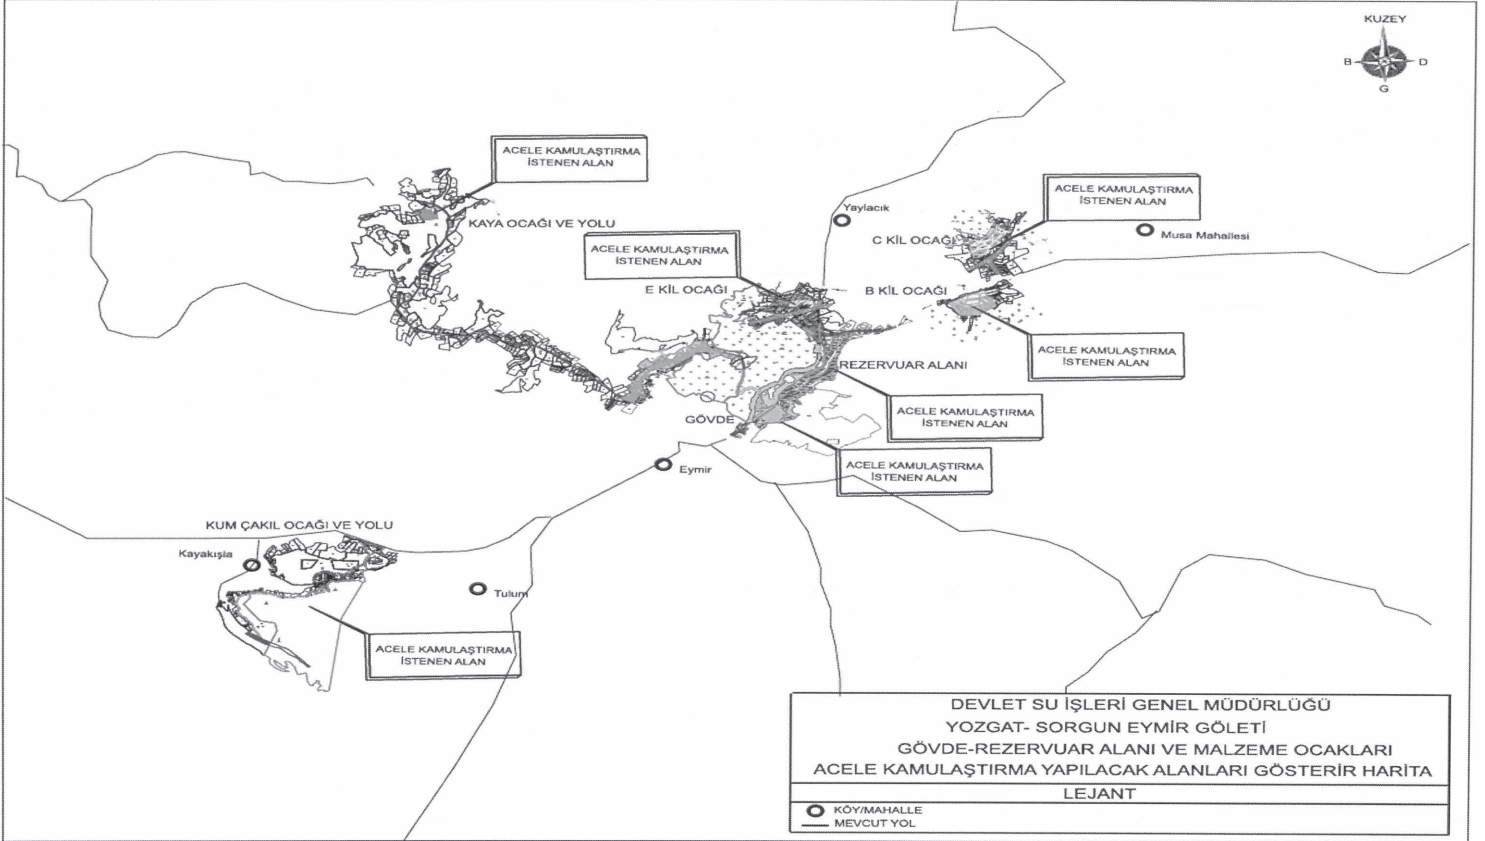 KUZEY
B
D
G
ACELE KAMULAŞTIRMA
İSTENEN ALAN
KAYA OCAĞI VE YOLU
ACELE KAMULAŞTIRMA
İSTENEN ALAN
Yaylacık
ACELE KAMULAŞTIRMA
İSTENEN ALAN
C KİL OCAĞI
Musa Mahallesi
E KİL OCAĞI
B KİL OCAĞI
ACELE KAMULAŞTIRMA
İSTENEN ALAN
REZERVUAR ALANI
ACELE KAMULAŞTIRMA
İSTENEN ALAN
GÖVDE
ACELE KAMULAŞTIRMA
İSTENEN ALAN
Eymir
KUM ÇAKIL OCAĞI VE YOLU
Kayakışla
Tulum
ACELE KAMULAŞTIRMA
İSTENEN ALAN
DEVLET SU İŞLERİ GENEL MÜDÜRLÜĞÜ
YOZGAT- SORGUN EYMİR GÖLETİ
GÖVDE-REZERVUAR ALANI VE MALZEME OCAKLARI
ACELE KAMULAŞTIRMA YAPILACAK ALANLARI GÖSTERİR HARİTA
LEJANT
KÖY/MAHALLE
MEVCUT YOL